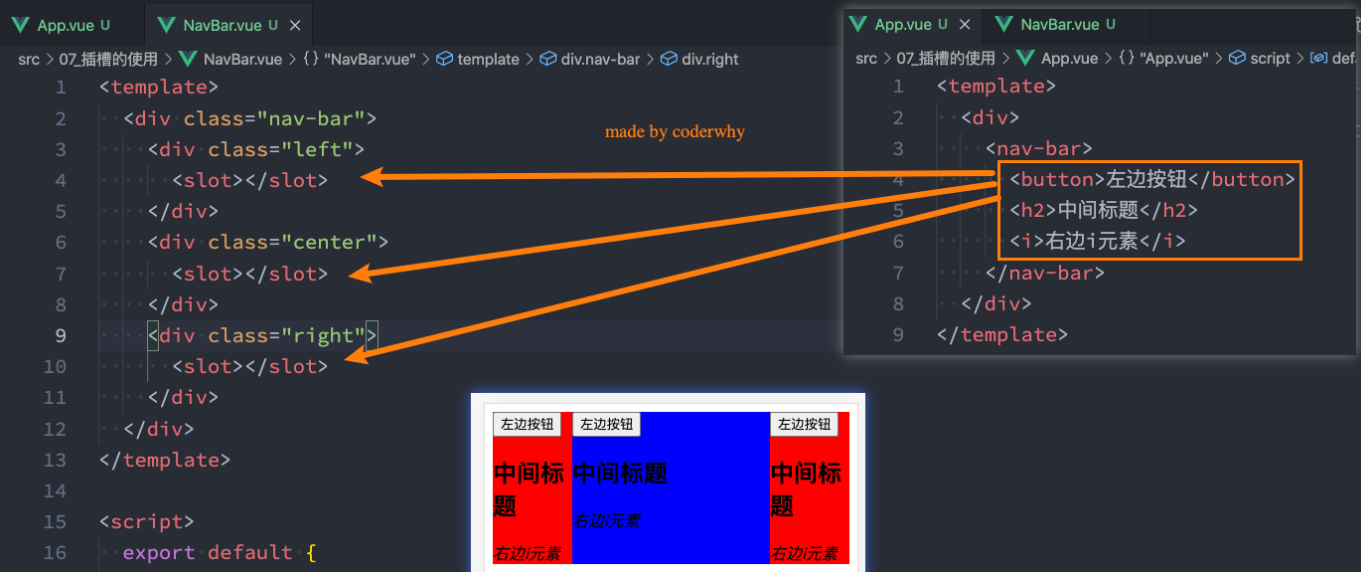 App.vue U
NavBar.vue U
src > 07_插槽的使用 > NavBar.vue > {} "NavBar.vue" > template > div.nav-bar > div.right
1 <template>
2 <div class="nav-bar">
3 <div class="left">
4 <slot></slot>
5 </div>
6 <div class="center">
7 <slot></slot>
8 </div>
9 <div class="right">
10 <slot></slot>
11 </div>
12 </div>
13 </template>
14
15 <script>
16 export default {
made by coderwhy
App.vue U
NavBar.vue U
src > 07_插槽的使用 > App.vue > {} "App.vue" > script > def
1 <template>
2 <div>
3 <nav-bar>
4 <button>左边按钮</button>
5 <h2>中间标题</h2>
6 <i>右边i元素</i>
7 </nav-bar>
8 </div>
9 </template>
左边按钮
中间标
题
右边i元素
左边按钮
中间标题
右边i元素
左边按钮
中间标
题
右边i元素